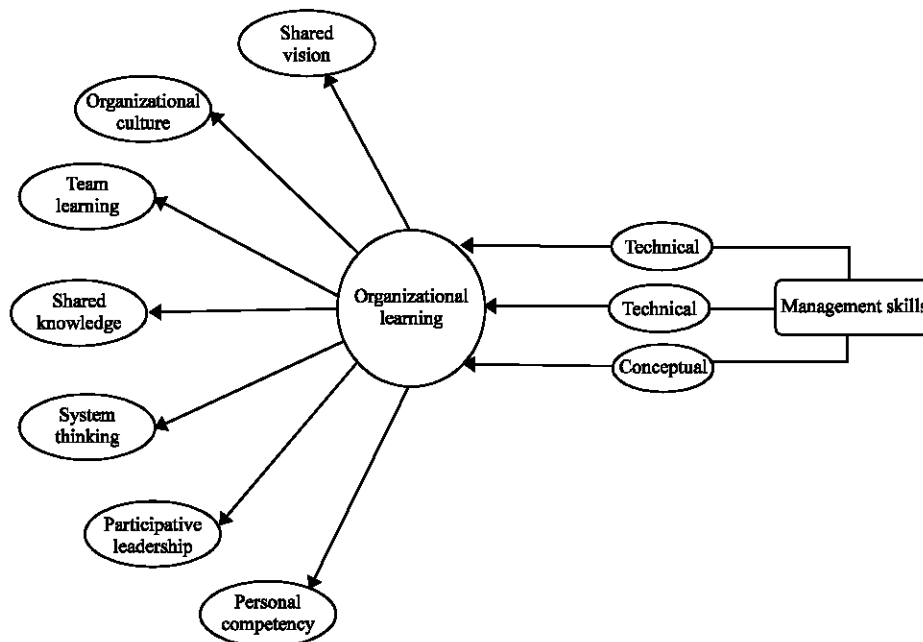 Shared
vision
Organizational
culture
Team
learning
Shared
knowledge
System
thinking
Participative
leadership
Personal
competency
Organizational
learning
Technical
Technical
Conceptual
Management skills